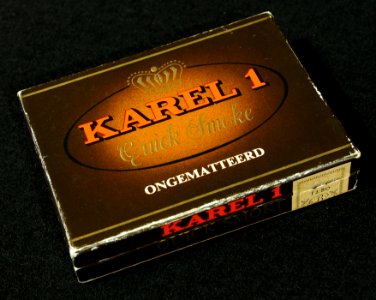 KAREL 1
Quick Smoke
ONGEMATTEERD
KAREL 1